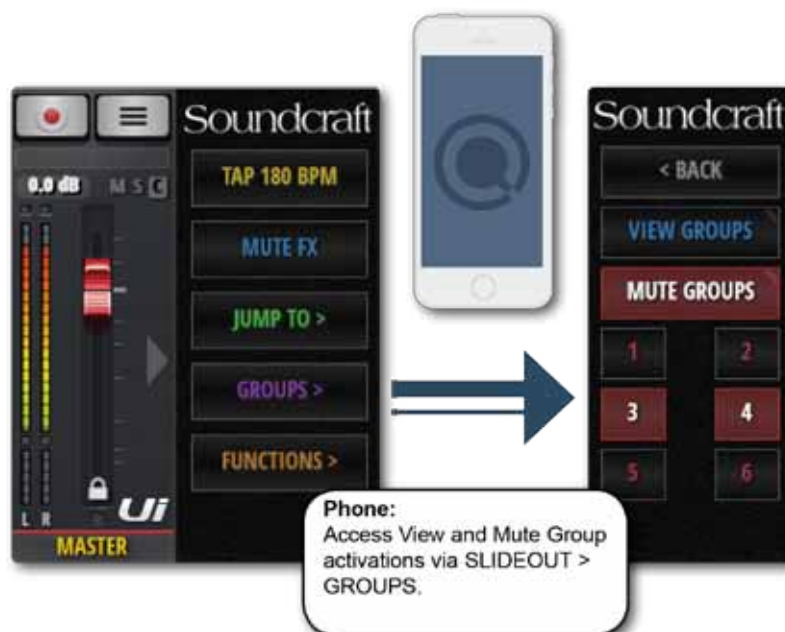 Soundcraft
0.0 dB M S C
TAP 180 BPM
MUTE FX
JUMP TO >
GROUPS >
FUNCTIONS >
L R
Ui
MASTER
Soundcraft
< BACK
VIEW GROUPS
MUTE GROUPS
1 2
3 4
5 6
Phone:
Access View and Mute Group
activations via SLIDEOUT >
GROUPS.